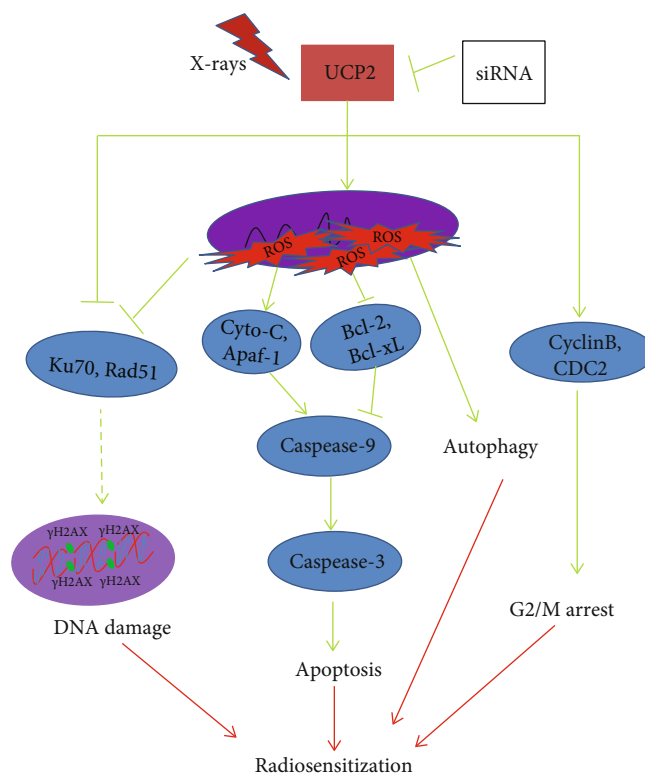 X-rays
UCP2
siRNA
ROS
ROS
ROS
Ku70, Rad51
Cyto-C,
Apaf-1
Bcl-2,
Bcl-xL
CyclinB,
CDC2
Caspease-9
Autophagy
γH2AX γH2AX
γH2AX γH2AX
Caspease-3
DNA damage
G2/M arrest
Apoptosis
Radiosensitization